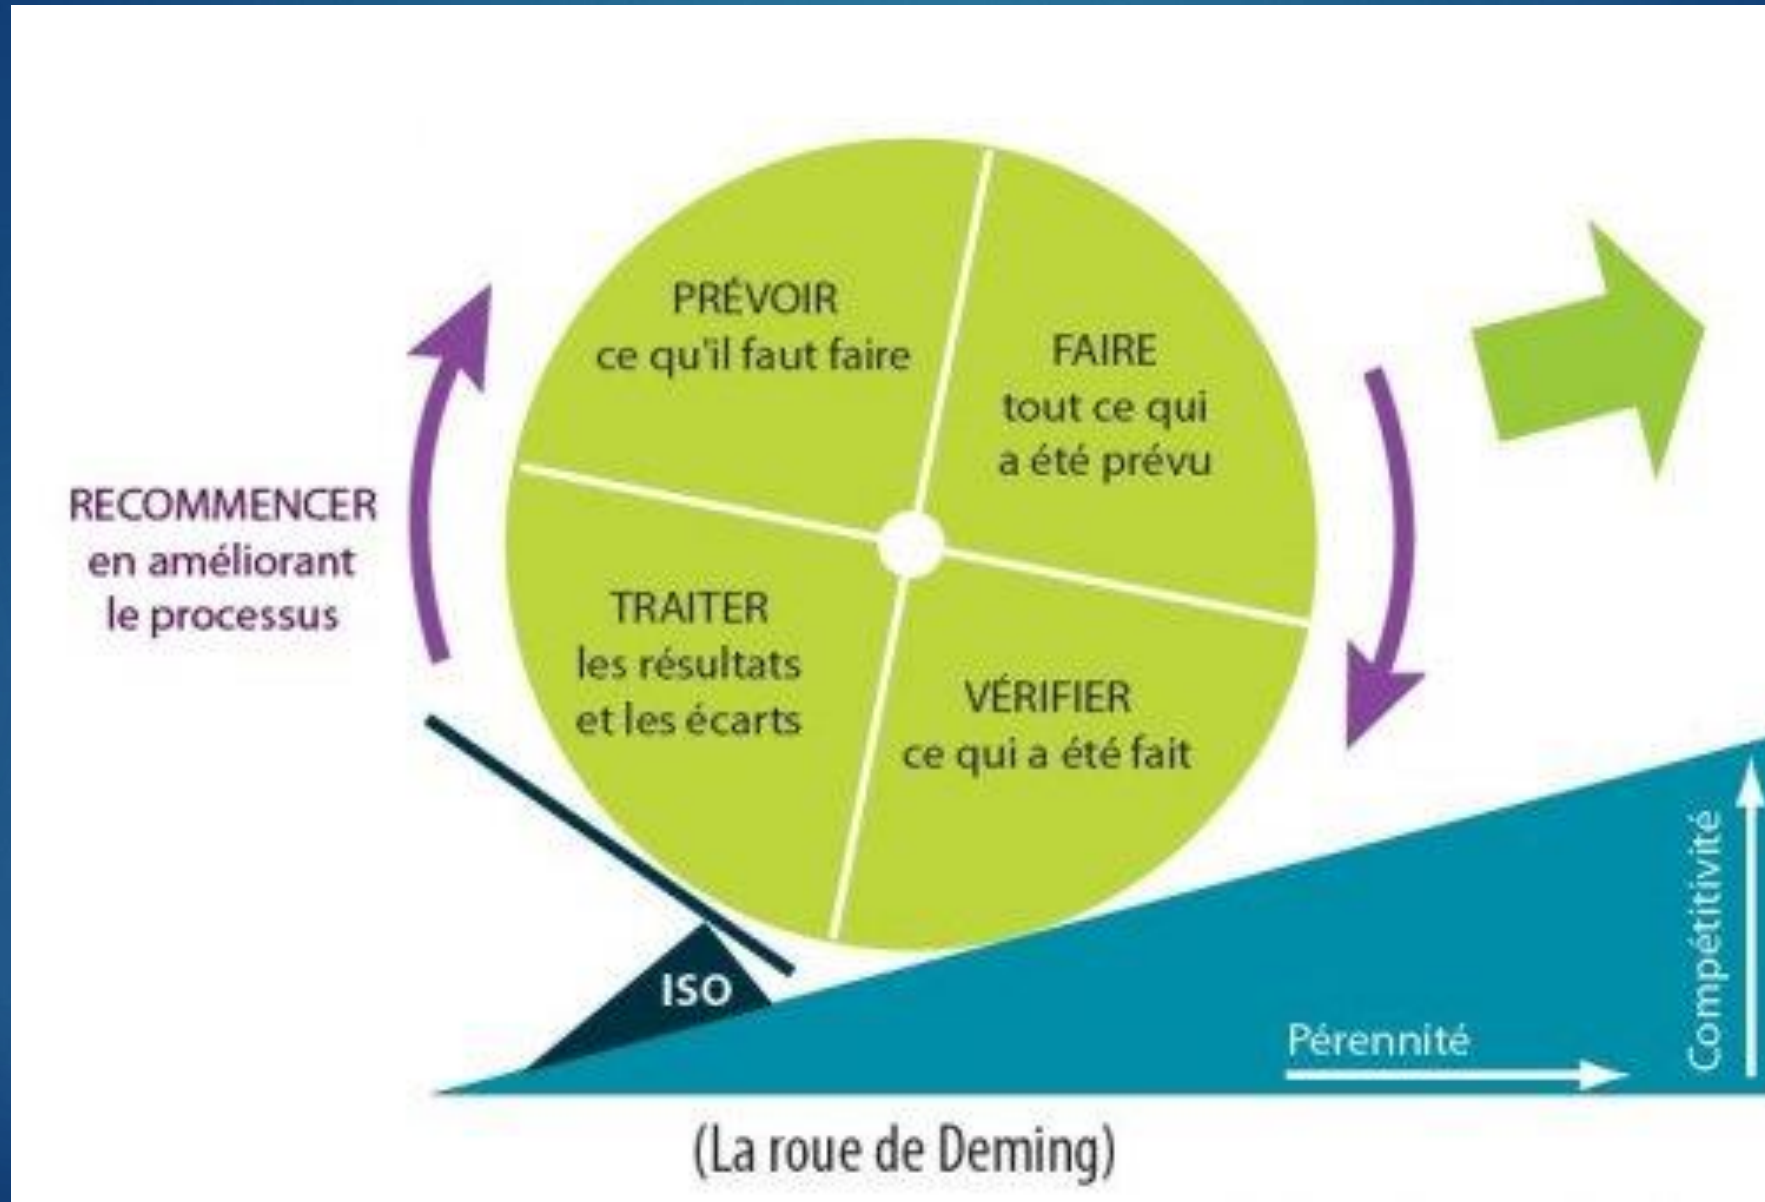 PRÉVOIR
ce qu'il faut faire
FAIRE
tout ce qui
a été prévu
RECOMMENCER
en améliorant
le processus
TRAITER
les résultats
et les écarts
VÉRIFIER
ce qui a été fait
ISO
Pérennité
Compétitivité
(La roue de Deming)